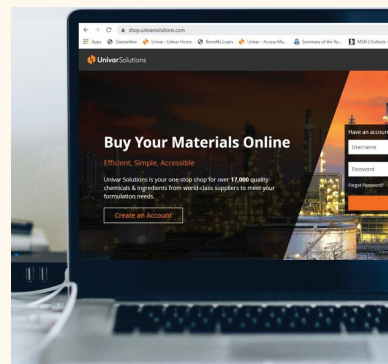 shop.univarsolutions.com
Apps Quarantine Univar - Univar Home Benefits Login Univar - Access Ma... Summary of the Be... MSN | Outlook,
UnivarSolutions
Buy Your Materials Online
Efficient, Simple, Accessible
Univar Solutions is your one-stop shop for over 17,000 quality
chemicals & ingredients from world-class suppliers to meet your
formulation needs.
Create an Account
Have an accoun
Username
Password
Forgot Password?